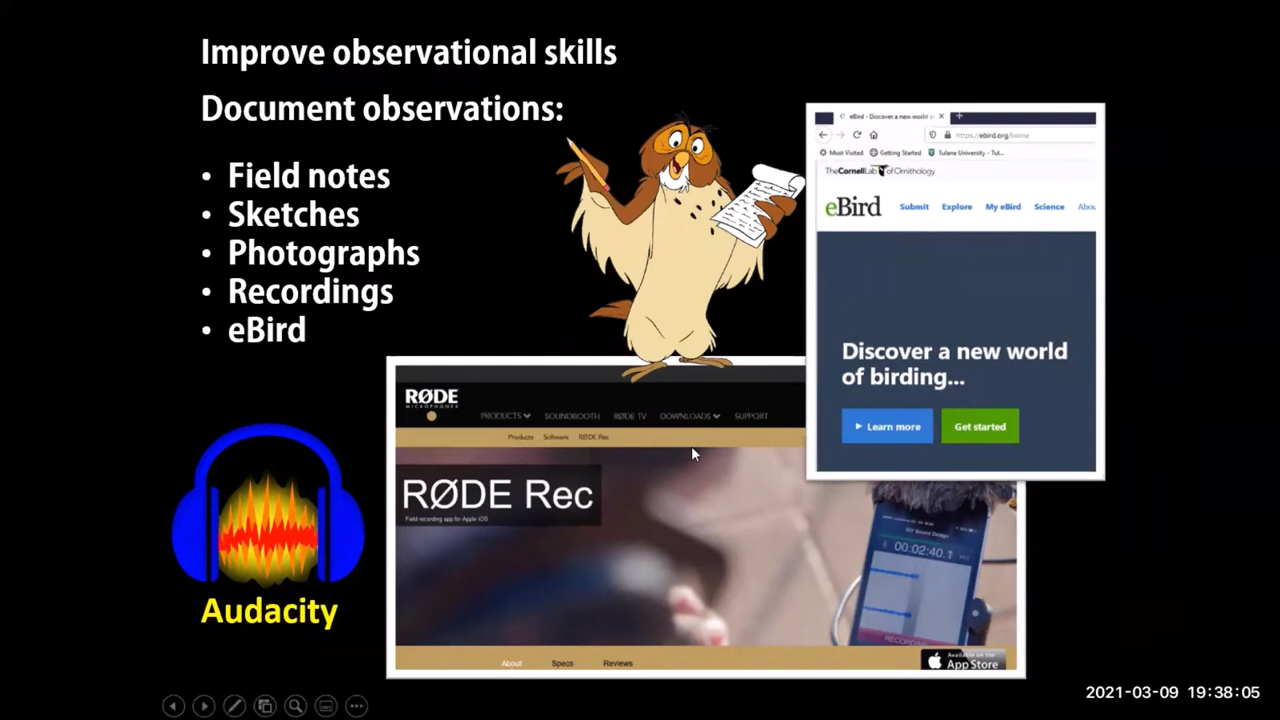 Improve observational skills
Document observations:
• Field notes
• Sketches
• Photographs
• Recordings
• eBird
eBird - Discover a new world
https://ebird.org/home
Most Visited Getting Started Tulane University - Tul...
TheCornellLab of Ornithology
eBird Submit Explore My eBird Science Abou
Discover a new world
of birding...
Learn more Get started
RØDE
MICROPHONES
PRODUCTS SOUNDBOOTH RØDE TV DOWNLOADS SUPPORT
Products Software RØDE Rec
RØDE Rec
Field recording app for Apple iOS
00:02:40.1
RECORDING
About Specs Reviews
Available on the
App Store
Audacity
2021-03-09 19:38:05